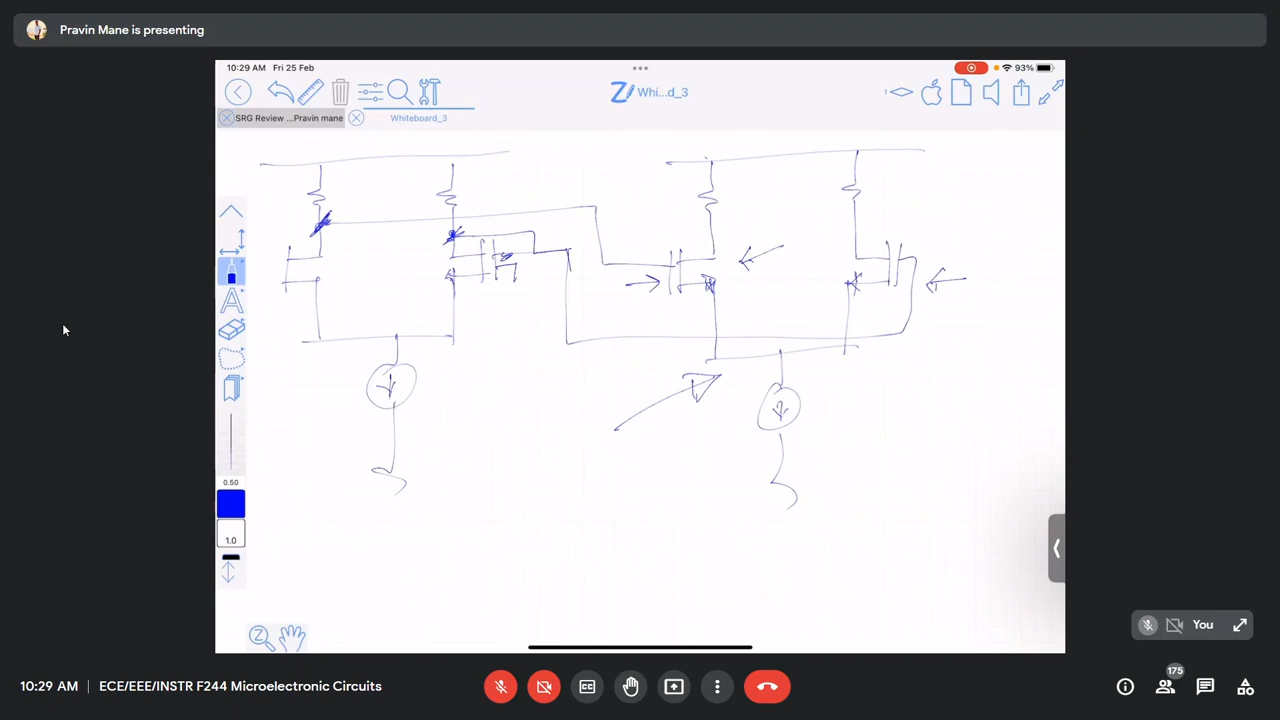 Pravin Mane is presenting
10:29 AM Fri 25 Feb
93%
Whi...d_3
1
SRG Review ...Pravin mane
Whiteboard_3
A
0.50
1.0
Z
You
10:29 AM | ECE/EEE/INSTR F244 Microelectronic Circuits
175